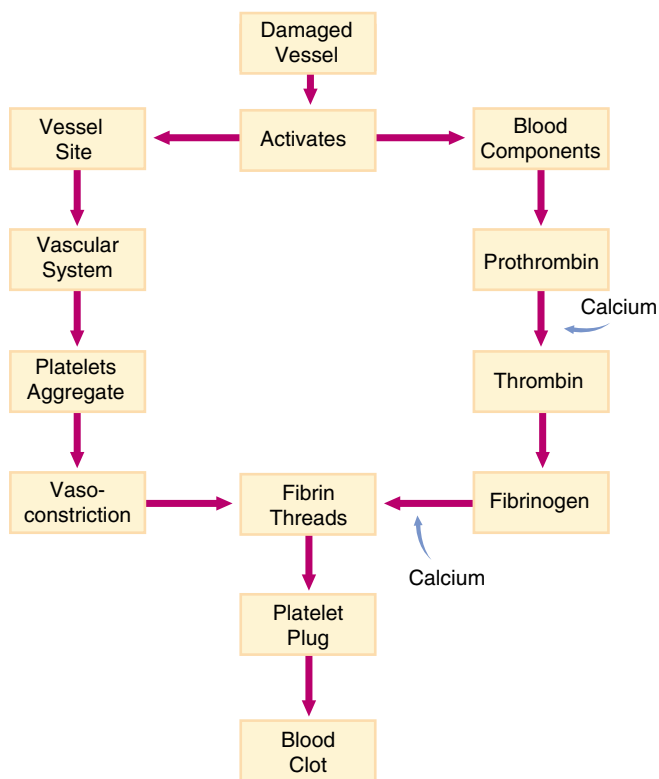 Damaged
Vessel
Vessel
Site
Activates
Blood
Components
Vascular
System
Prothrombin
Calcium
Platelets
Aggregate
Thrombin
Vaso-
constriction
Fibrin
Threads
Fibrinogen
Calcium
Platelet
Plug
Blood
Clot